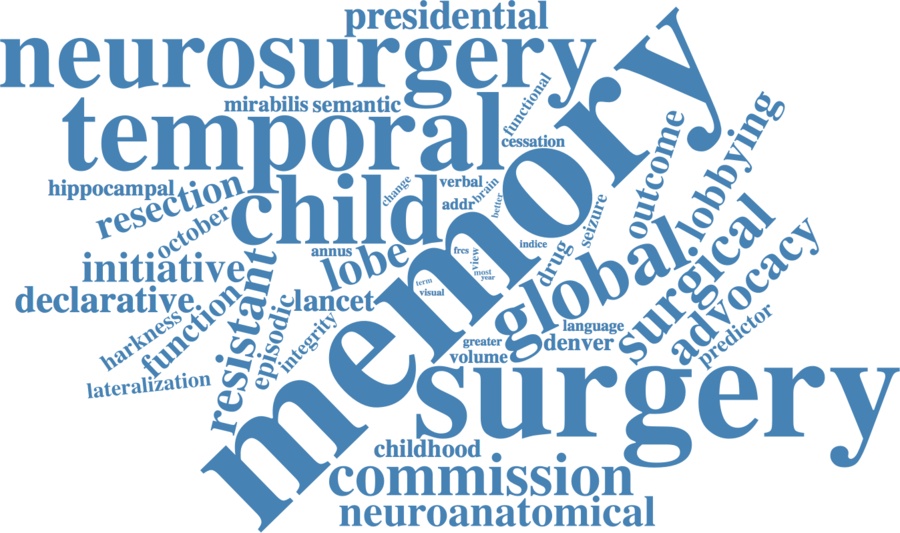 presidential
neurosurgery
functional
mirabilis
semantic
temporal
cessation
memory
outcome
lobbying
hippocampal
resection
child
change
verbal
brain
addr
better
seizure
october
annus
lobe
fres
view
indice
drug
global
surgical
advocacy
initiative
resistant
term
most
year
visual
declarative
function
episodic
lancet
integrity
harkness
language
greater
denver
predictor
volume
lateralization
surgery
childhood
commission
neuroanatomical